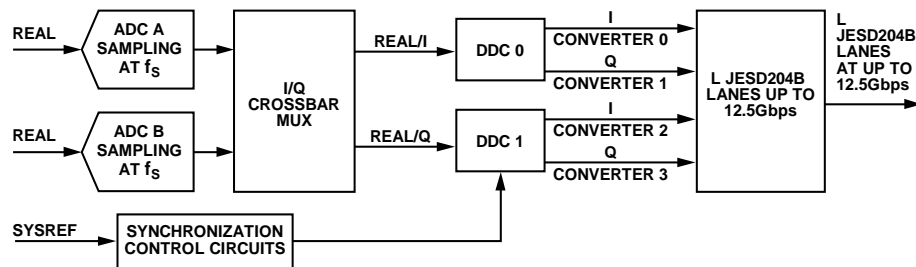 REAL
ADC A
SAMPLING
AT fS
REAL
ADC B
SAMPLING
AT fS
SYSREF
SYNCHRONIZATION
CONTROL CIRCUITS
I/Q
CROSSBAR
MUX
REAL/I
REAL/Q
DDC 0
DDC 1
I
CONVERTER 0
Q
CONVERTER 1
I
CONVERTER 2
Q
CONVERTER 3
L JESD204B
LANES UP TO
12.5Gbps
L
JESD204B
LANES
AT UP TO
12.5Gbps